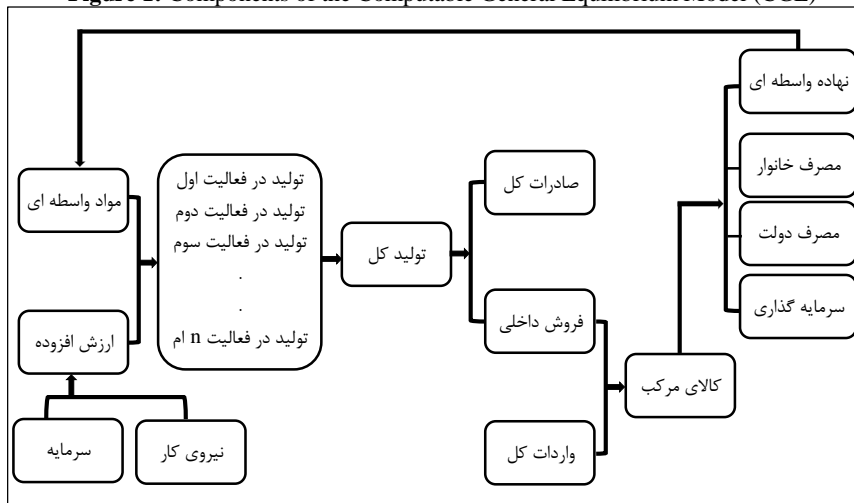 Figure 1: Components of the Computable General Equilibrium Model (CGE)
نهاده واسطه ای
مصرف خانوار
مصرف دولت
سرمایه گذاری
مواد واسطه ای
ارزش افزوده
سرمایه
نیروی کار
تولید در فعالیت اول
تولید در فعالیت دوم
تولید در فعالیت سوم
.
.
تولید در فعالیت n ام
تولید کل
صادرات کل
فروش داخلی
واردات کل
کالای مرکب